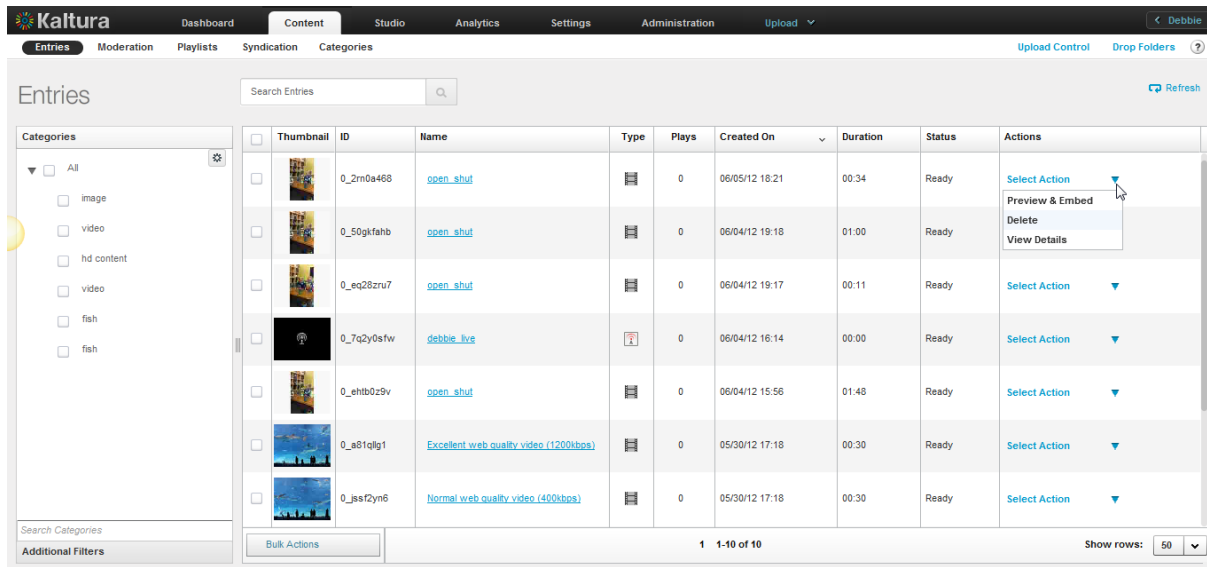 Kaltura Dashboard Content Studio Analytics Settings Administration Upload < Debbie
Entries Moderation Playlists Syndication Categories Upload Control Drop Folders ?
Entries Search Entries Refresh
Categories Thumbnail ID Name Type Plays Created On Duration Status Actions
All
image
video
hd content
video
fish
fish
0_2rn0a468 open_shut 0 06/05/12 18:21 00:34 Ready Select Action
Preview & Embed
Delete
View Details
0_50gkfahb open_shut 0 06/04/12 19:18 01:00 Ready
0_eq28zru7 open_shut 0 06/04/12 19:17 00:11 Ready Select Action
0_7q2y0sfw debbie_live 0 06/04/12 16:14 00:00 Ready Select Action
0_ehtb0z9v open_shut 0 06/04/12 15:56 01:48 Ready Select Action
0_a81qllg1 Excellent web quality video (1200kbps) 0 05/30/12 17:18 00:30 Ready Select Action
0_jssf2yn6 Normal web quality video (400kbps) 0 05/30/12 17:18 00:30 Ready Select Action
Search Categories
Additional Filters
Bulk Actions 1 1-10 of 10 Show rows: 50